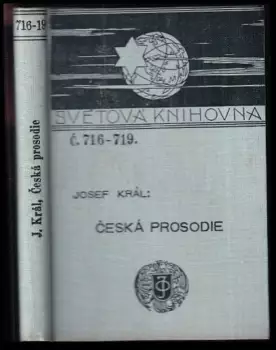 716-19
J. Král, Česká prosodie
SVĚTOVÁ KNIHOVNA
Č. 716-719.
JOSEF KRÁL:
ČESKÁ PROSODIE